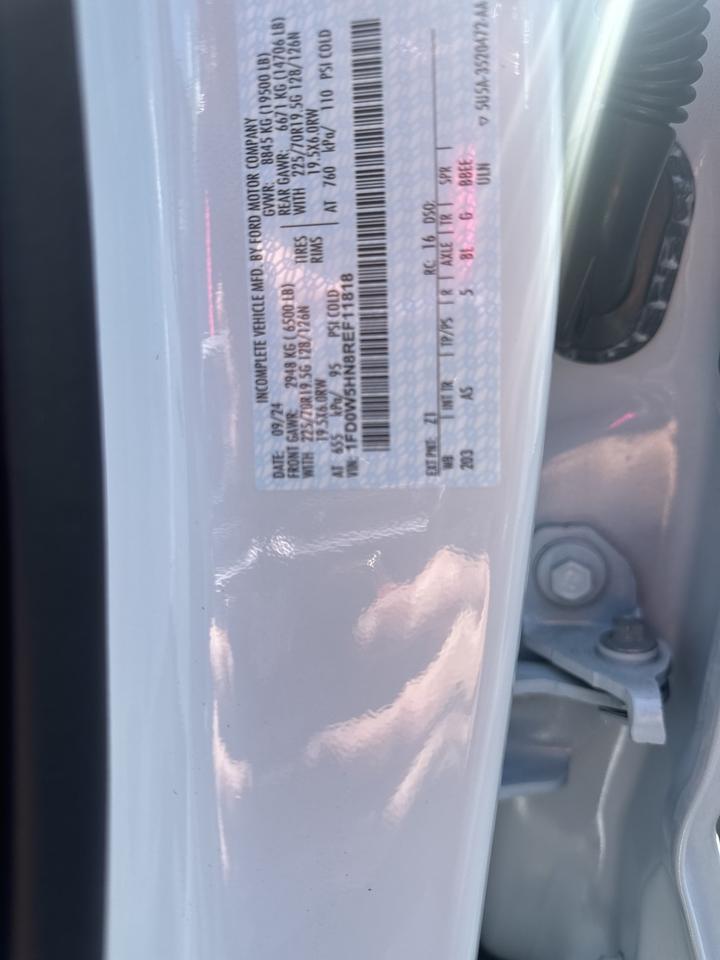 INCOMPLETE VEHICLE MFD. BY FORD MOTOR COMPANY
DATE: 09/24 GVWR: 8845 KG (19500 LB)
FRONT GAWR: 2948 KG (6500 LB) REAR GAWR: 6671 KG (14706 LB)
WITH 225/70R19.5G 128/126N TIRES WITH 225/70R19.5G 128/126N
19.5X6.0RW RIMS 19.5X6.0RW
AT 655 kPa/ 95 PSI COLD AT 760 kPa/ 110 PSI COLD
VIN: 1FD0W5HN8REF11818
EXT PNT: Z1 RC: 16 DSO:
WB INT TR TP/PS R AXLE TR SPR
203 AS 5 BL G BBEE
ULN
5U5A-3520472-AA